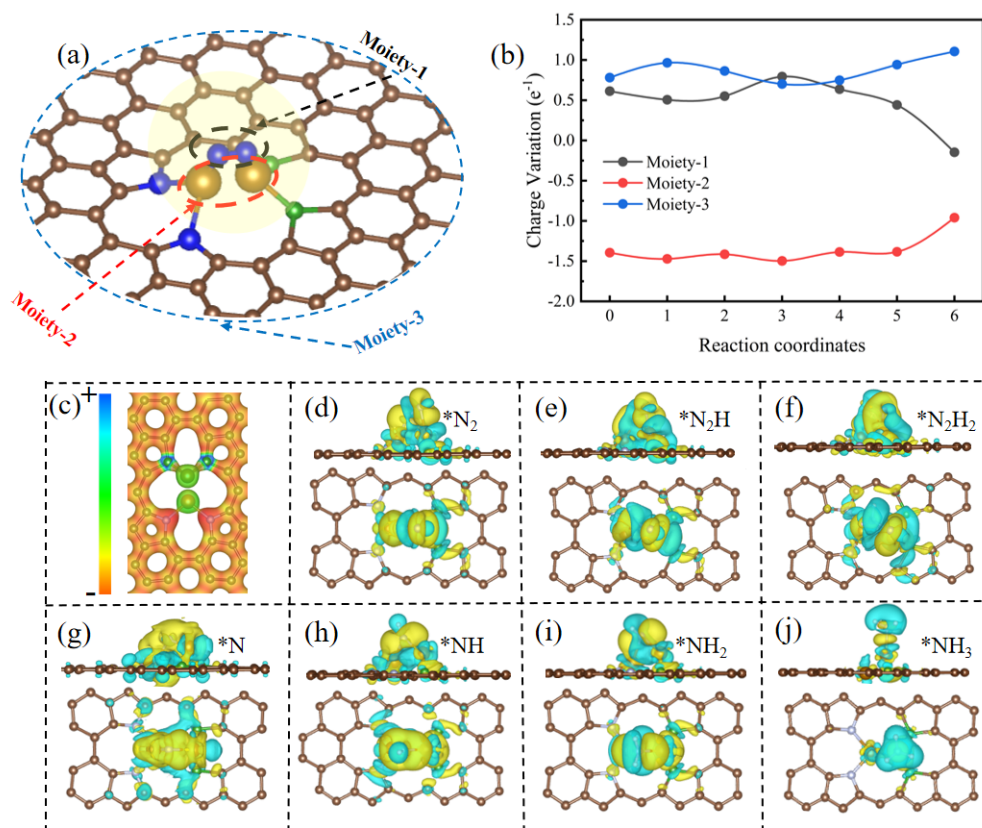 (a)
Moiety-1
Moiety-2
Moiety-3
(b)
Charge Variation (e⁻¹)
1.5
1.0
0.5
0.0
-0.5
-1.0
-1.5
-2.0
Moiety-1
Moiety-2
Moiety-3
0 1 2 3 4 5 6
Reaction coordinates
(c)
+
-
(d)
*N₂
(e)
*N₂H
(f)
*N₂H₂
(g)
*N
(h)
*NH
(i)
*NH₂
(j)
*NH₃